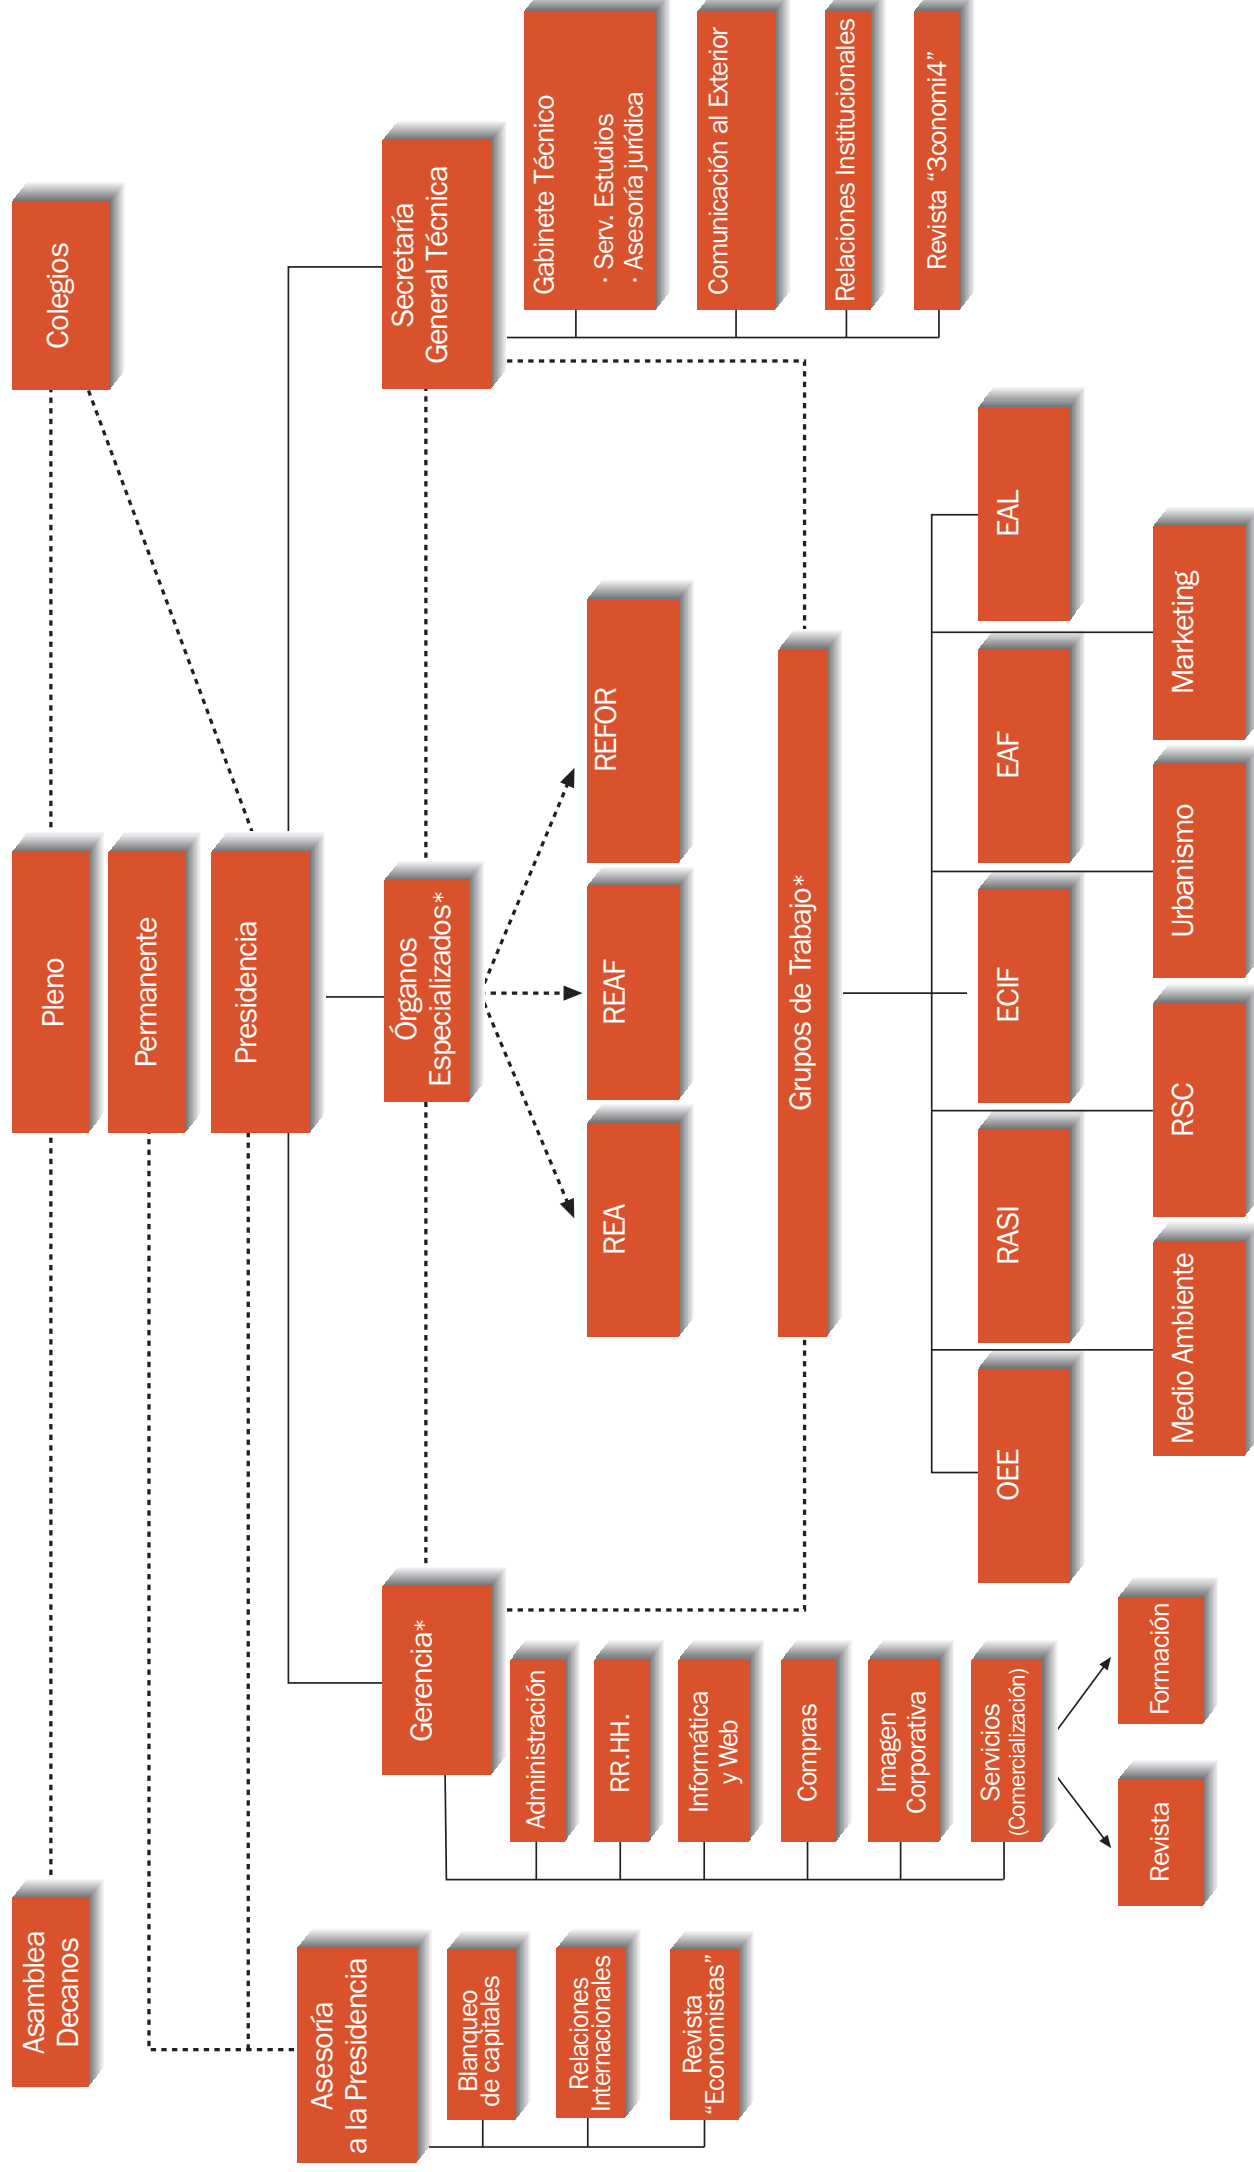 Asamblea
Decanos
Pleno
Colegios
Permanente
Presidencia
Asesoría
a la Presidencia
Blanqueo
de capitales
Relaciones
Internacionales
Revista
“Economistas”
Gerencia*
Administración
RR.HH.
Informática
y Web
Compras
Imagen
Corporativa
Servicios
(Comercialización)
Revista
Formación
Órganos
Especializados*
REA
REAF
REFOR
Secretaría
General Técnica
Gabinete Técnico
· Serv. Estudios
· Asesoría jurídica
Comunicación al Exterior
Relaciones Institucionales
Revista “3conomi4”
Grupos de Trabajo*
OEE
RASI
ECIF
EAF
EAL
Medio Ambiente
RSC
Urbanismo
Marketing